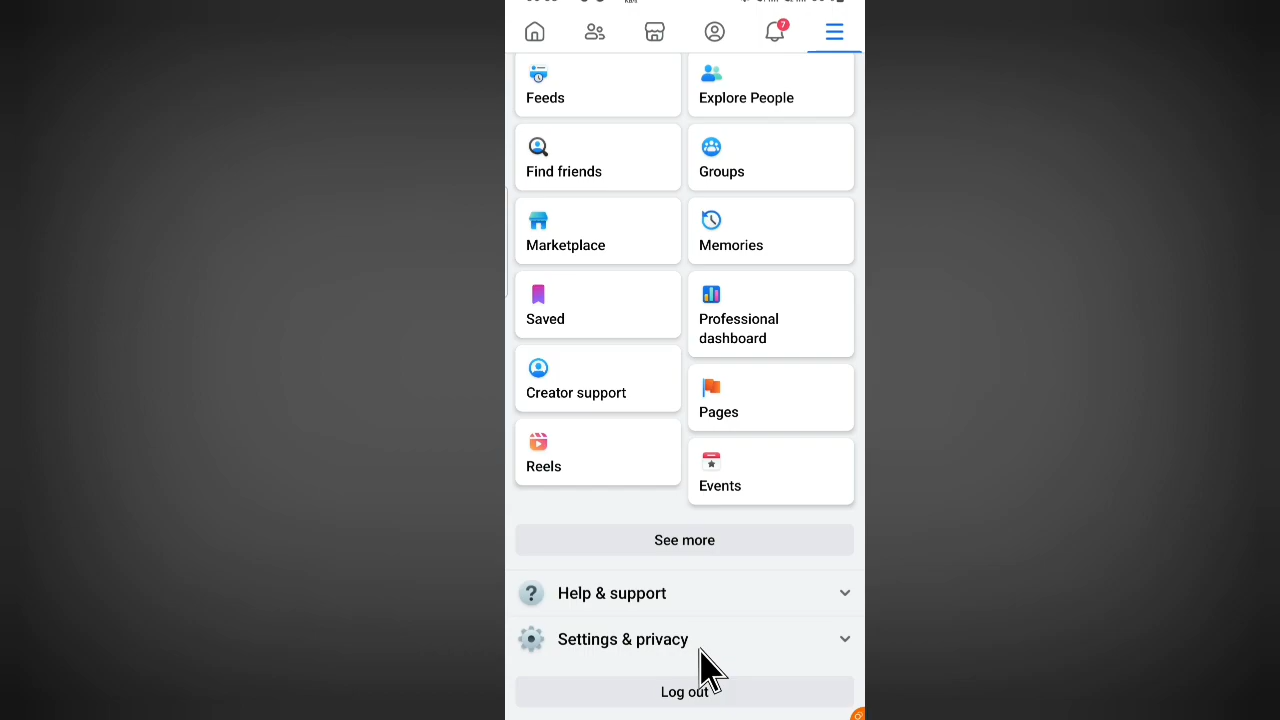 7
Feeds
Explore People
Find friends
Groups
Marketplace
Memories
Saved
Professional
dashboard
Creator support
Pages
Reels
Events
See more
Help & support
Settings & privacy
Log out